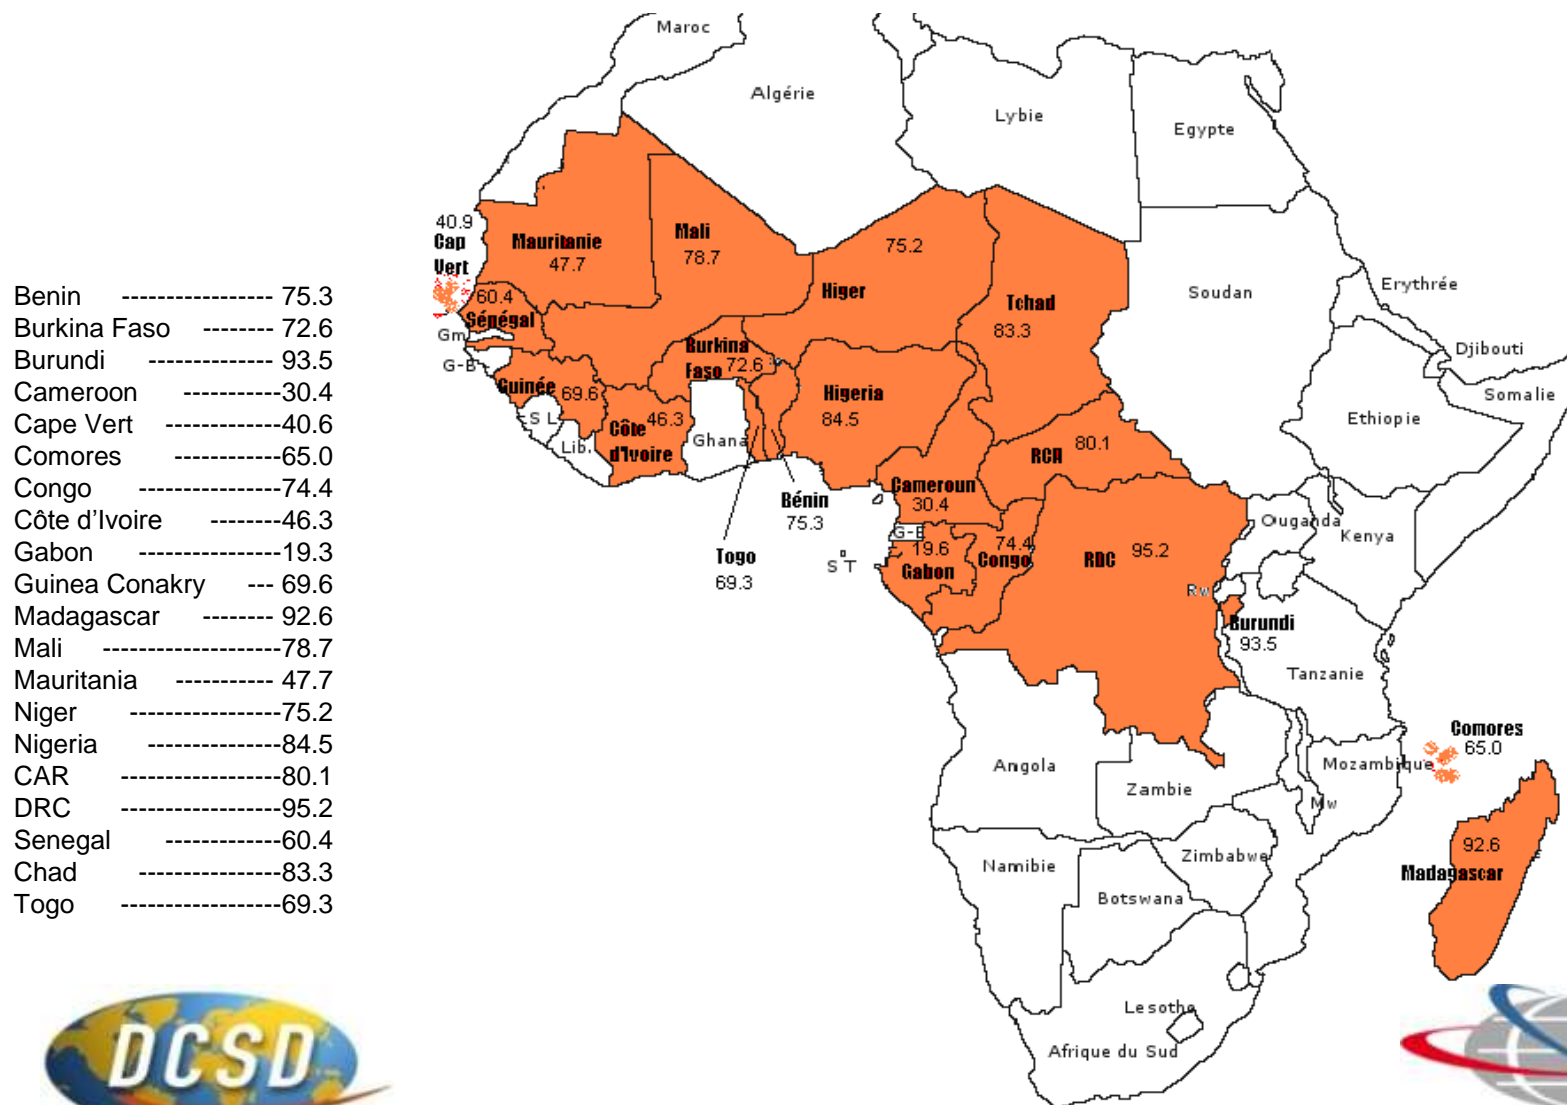 Benin ----------------- 75.3
Burkina Faso -------- 72.6
Burundi --------------- 93.5
Cameroon -----------30.4
Cape Vert -------------40.6
Comores ------------- 65.0
Congo ----------------74.4
Côte d'Ivoire --------46.3
Gabon ----------------19.3
Guinea Conakry --- 69.6
Madagascar -------- 92.6
Mali --------------------78.7
Mauritania ------------ 47.7
Niger -----------------75.2
Nigeria ---------------84.5
CAR ------------------80.1
DRC ------------------95.2
Senegal -------------60.4
Chad ----------------83.3
Togo ------------------69.3
DCSD
Maroc
Algérie
Lybie
Egypte
40.9
Cap
Vert
Mauritanie
47.7
Mali
78.7
75.2
Higer
Tchad
83.3
Soudan
Erythrée
Djibouti
Somalie
Ethiopie
60.4
Sénégal
Gm
G-B
Guinée 69.6
S L
Lib.
Côte 46.3
d'Ivoire
Burkina
Faso 72.6
Ghana
Higeria
84.5
Togo
69.3
Bénin
75.3
RCA 80.1
Cameroun
30.4
G-E
S T
19.6
Gabon
74.4
Congo
RDC 95.2
Ouganda
Kenya
Rw
Burundi
93.5
Tanzanie
Comores
65.0
Angola
Zambie
Mozambique
Mw
Namibie
Zimbabwe
Botswana
92.6
Madagascar
Lesotho
Afrique du Sud